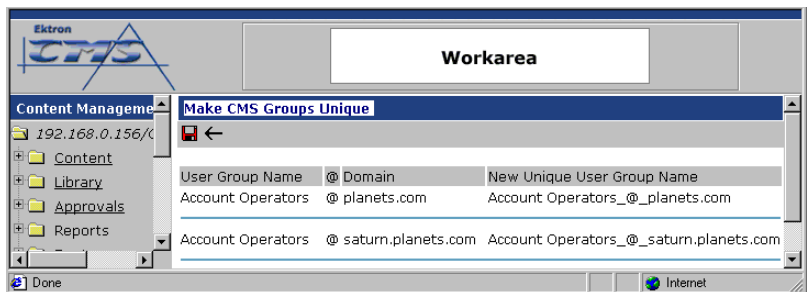 Ektron
CMS
Workarea
Content Manageme
Make CMS Groups Unique
192.168.0.156/
Content
Library
Approvals
Reports
User Group Name @ Domain New Unique User Group Name
Account Operators @ planets.com Account Operators_@_planets.com
Account Operators @ saturn.planets.com Account Operators_@_saturn.planets.com
Done
Internet